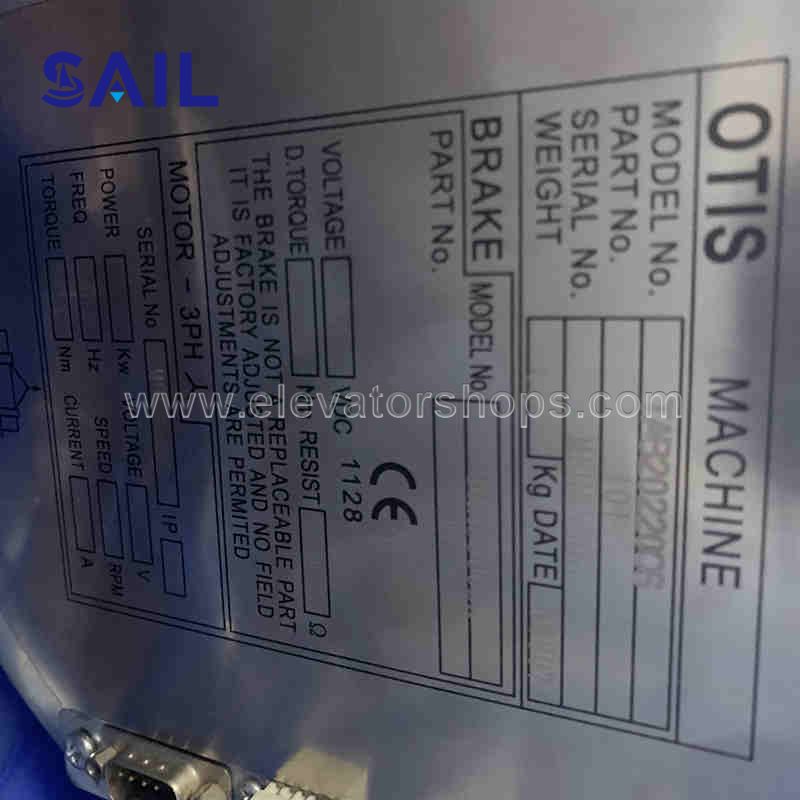 SAIL
OTIS MACHINE
MODEL No.
PART No.
SERIAL No.
WEIGHT Kg DATE
BRAKE MODEL No.
PART No.
CE
VOLTAGE VDC 1128
D.TORQUE RESIST Ω
THE BRAKE IS NOT A REPLACEABLE PART
IT IS FACTORY ADJUSTED AND NO FIELD
ADJUSTMENTS ARE PERMITED
MOTOR - 3PH
SERIAL No IP
POWER Kw VOLTAGE V
FREQ Hz SPEED RPM
TORQUE Nm CURRENT A
www.elevatorshops.com